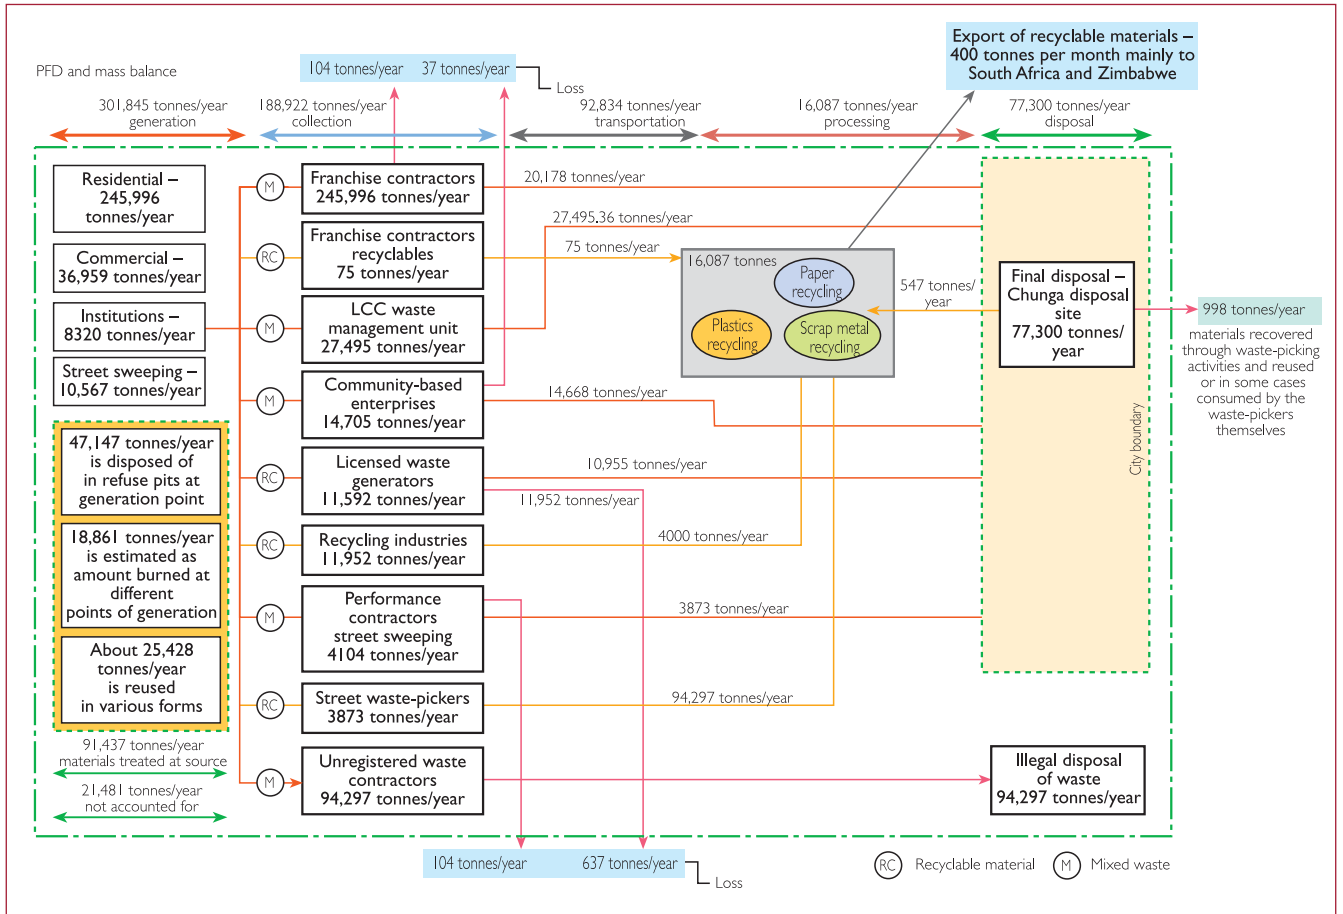 Export of recyclable materials –
400 tonnes per month mainly to
South Africa and Zimbabwe
PFD and mass balance
104 tonnes/year
37 tonnes/year
Loss
301,845 tonnes/year
generation
188,922 tonnes/year
collection
92,834 tonnes/year
transportation
16,087 tonnes/year
processing
77,300 tonnes/year
disposal
Residential –
245,996
tonnes/year
Commercial –
36,959 tonnes/year
Institutions –
8320 tonnes/year
Street sweeping –
10,567 tonnes/year
47,147 tonnes/year
is disposed of
in refuse pits at
generation point
18,861 tonnes/year
is estimated as
amount burned at
different
points of generation
About 25,428
tonnes/year
is reused
in various forms
91,437 tonnes/year
materials treated at source
21,481 tonnes/year
not accounted for
M
Franchise contractors
245,996 tonnes/year
20,178 tonnes/year
RC
Franchise contractors
recyclables
75 tonnes/year
75 tonnes/year
M
LCC waste
management unit
27,495 tonnes/year
27,495.36 tonnes/year
M
Community-based
enterprises
14,705 tonnes/year
14,668 tonnes/year
RC
Licensed waste
generators
11,592 tonnes/year
10,955 tonnes/year
11,952 tonnes/year
RC
Recycling industries
11,952 tonnes/year
4000 tonnes/year
M
Performance
contractors
street sweeping
4104 tonnes/year
3873 tonnes/year
RC
Street waste-pickers
3873 tonnes/year
94,297 tonnes/year
M
Unregistered waste
contractors
94,297 tonnes/year
16,087 tonnes
Paper
recycling
Plastics
recycling
Scrap metal
recycling
547 tonnes/
year
Final disposal –
Chunga disposal
site
77,300 tonnes/
year
City boundary
998 tonnes/year
materials recovered
through waste-picking
activities and reused
or in some cases
consumed by the
waste-pickers
themselves
Illegal disposal
of waste
94,297 tonnes/year
104 tonnes/year
637 tonnes/year
Loss
RC
Recyclable material
M
Mixed waste